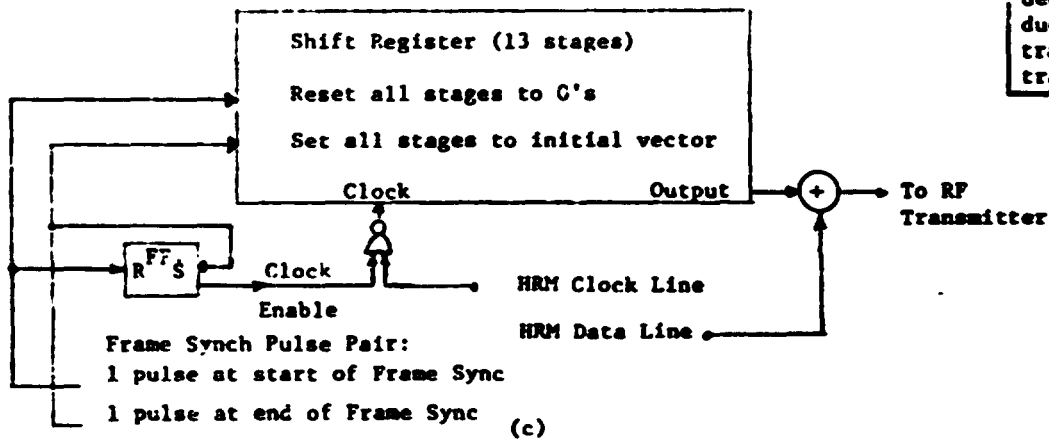 Shift Register (13 stages)
Reset all stages to 0's
Set all stages to initial vector
Clock Output
To RF
Transmitter
R FF S
Clock
Enable
HRM Clock Line
HRM Data Line
Frame Synch Pulse Pair:
1 pulse at start of Frame Sync
1 pulse at end of Frame Sync
(c)
+